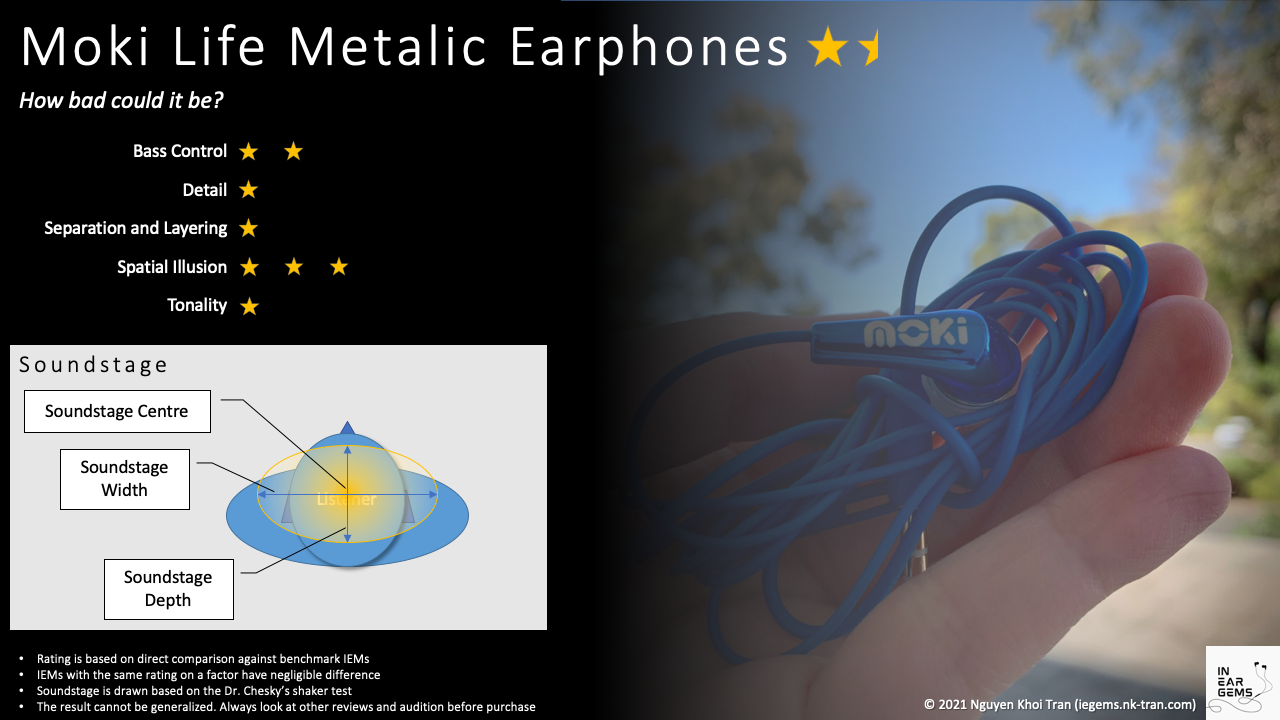 Moki Life Metalic Earphones
How bad could it be?
Bass Control
Detail
Separation and Layering
Spatial Illusion
Tonality
Soundstage
Soundstage Centre
Soundstage
Width
Listener
Soundstage
Depth
moki
• Rating is based on direct comparison against benchmark IEMs
• IEMs with the same rating on a factor have negligible difference
• Soundstage is drawn based on the Dr. Chesky’s shaker test
• The result cannot be generalized. Always look at other reviews and audition before purchase
© 2021 Nguyen Khoi Tran (iegems.nk-tran.com)
IN
EAR
GEMS